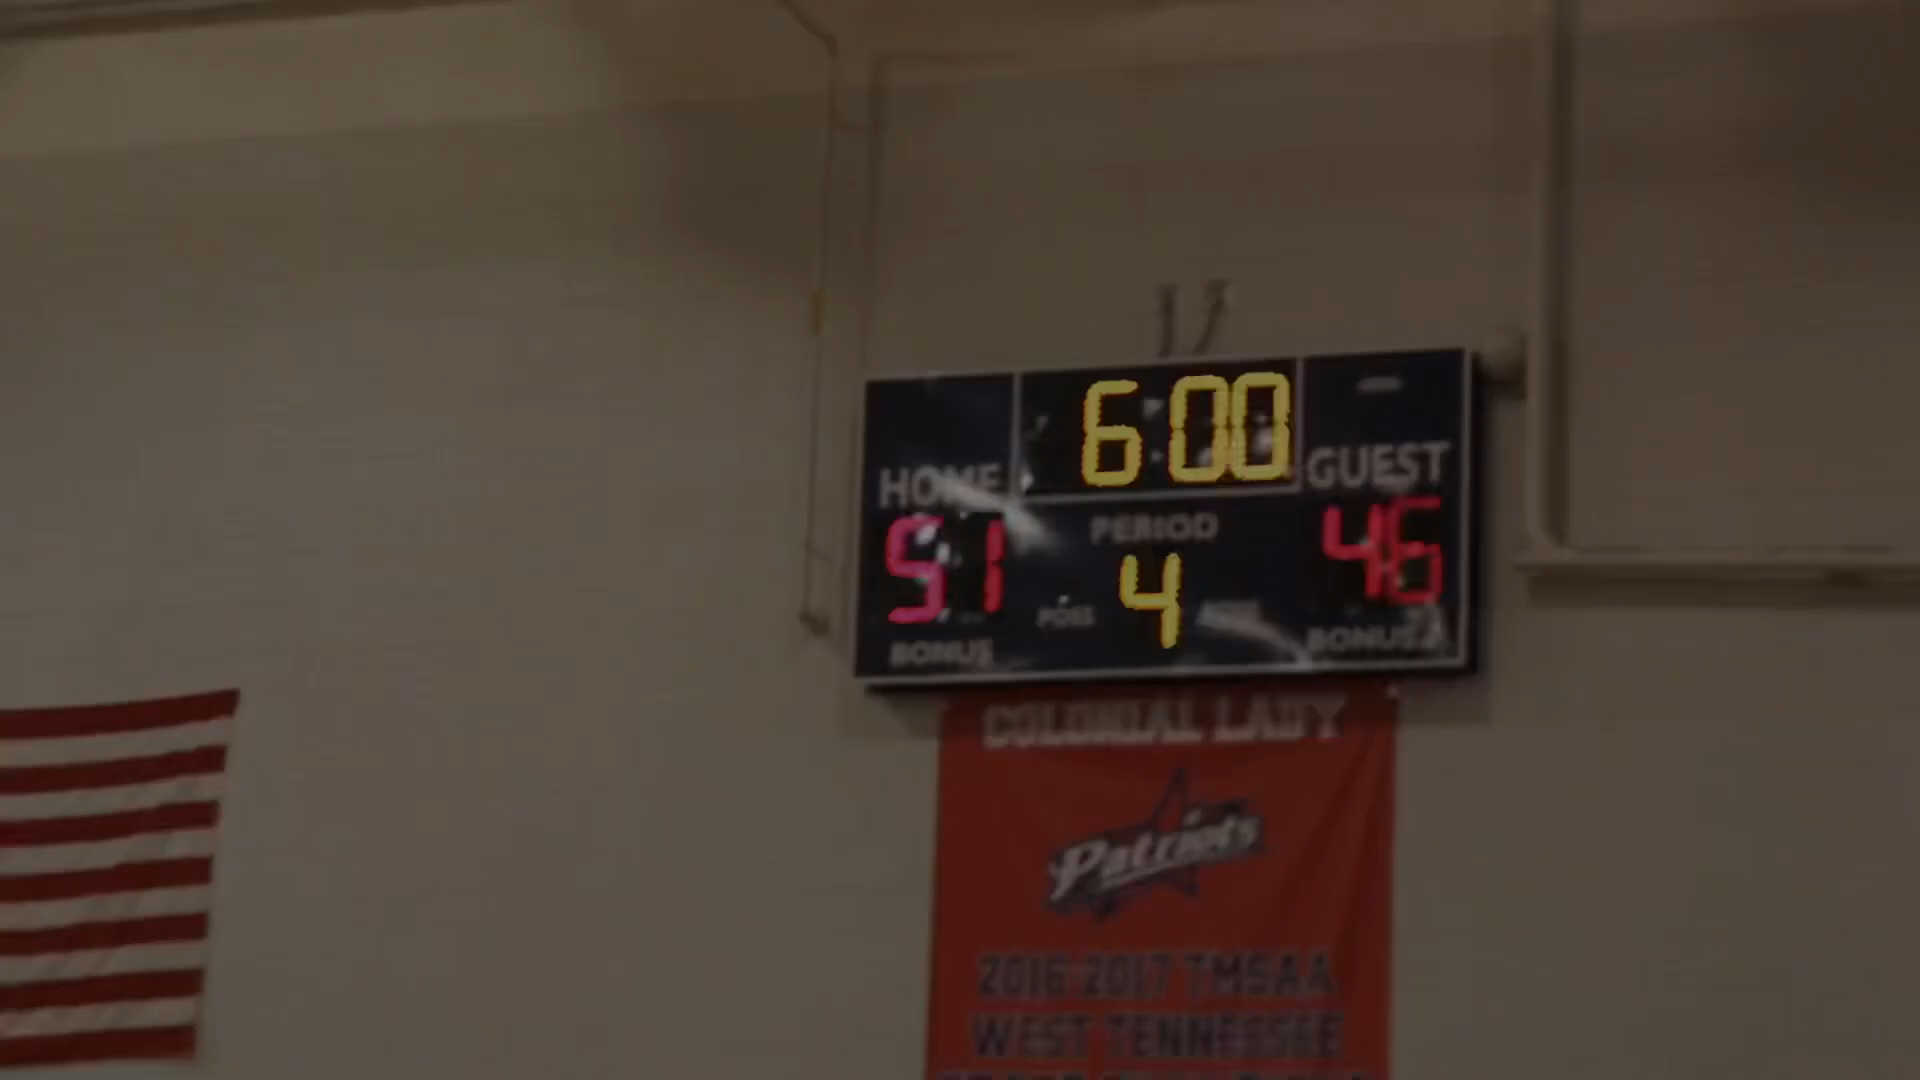 6:00
HOME
GUEST
51
PERIOD
46
4
POSS
BONUS
BONUS
COLONIAL LADY
Patriots
2016 2017 TMSAA
WEST TENNESSEE